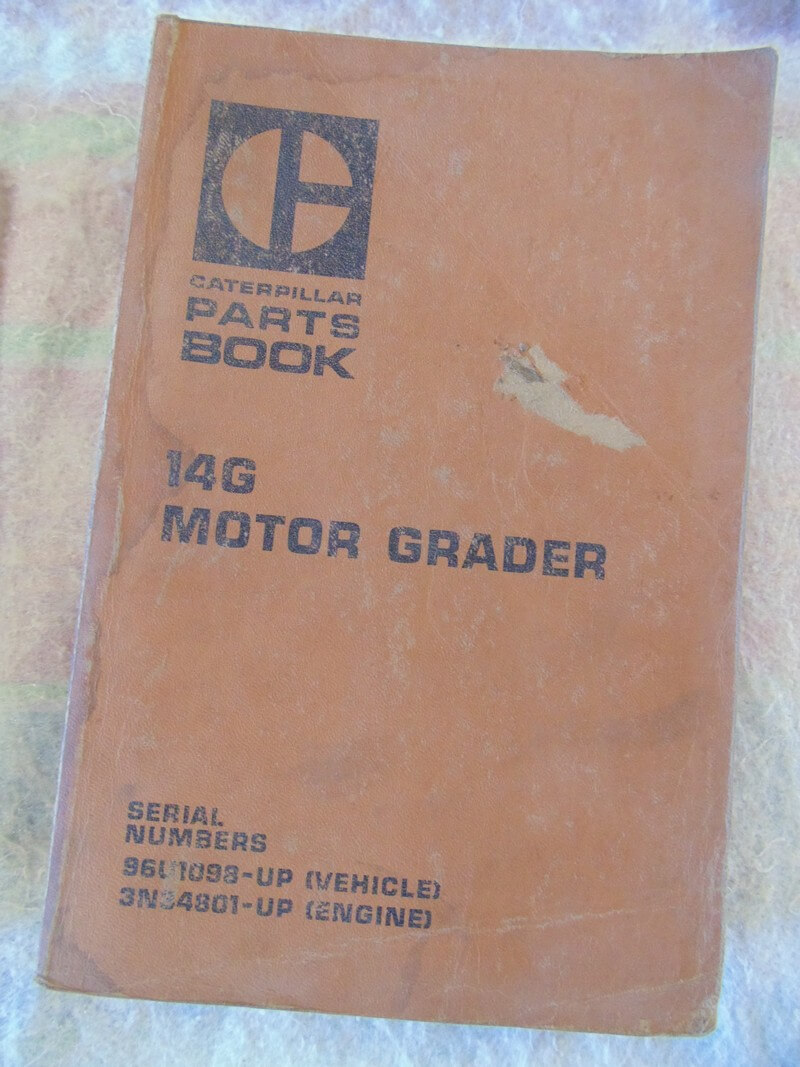 CATERPILLAR
PARTS
BOOK
14G
MOTOR GRADER
SERIAL
NUMBERS
96U1098-UP (VEHICLE)
3N34801-UP (ENGINE)